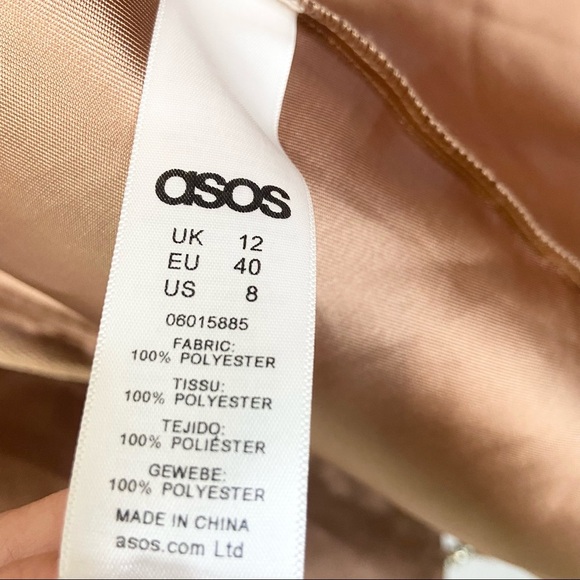 asos
UK 12
EU 40
US 8
06015885
FABRIC:
100% POLYESTER
TISSU:
100% POLYESTER
TEJIDO:
100% POLIÉSTER
GEWEBE:
100% POLYESTER
MADE IN CHINA
asos.com Ltd